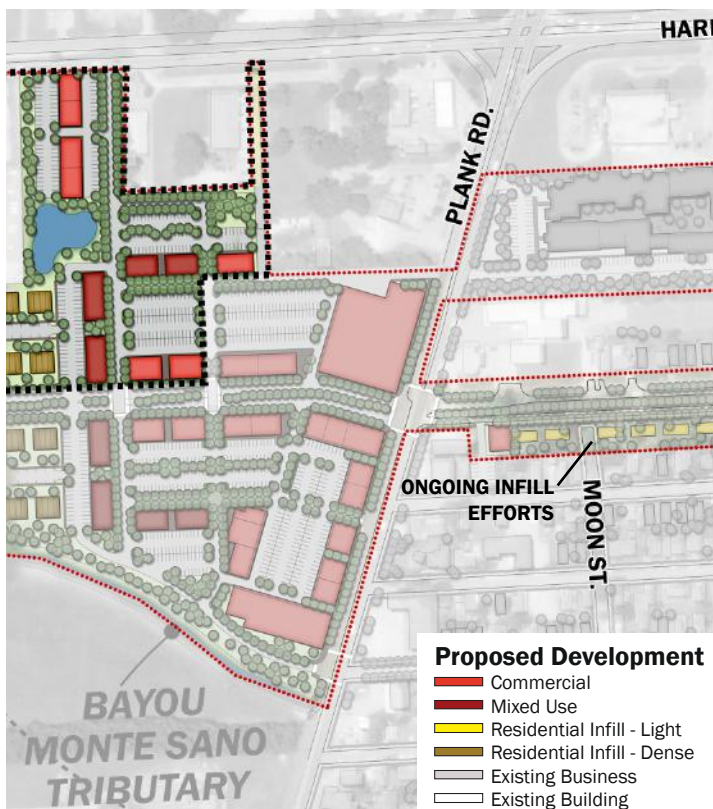 HARI
PLANK RD.
ONGOING INFILL
EFFORTS
MOON ST.
BAYOU
MONTE SANO
TRIBUTARY
Proposed Development
Commercial
Mixed Use
Residential Infill - Light
Residential Infill - Dense
Existing Business
Existing Building